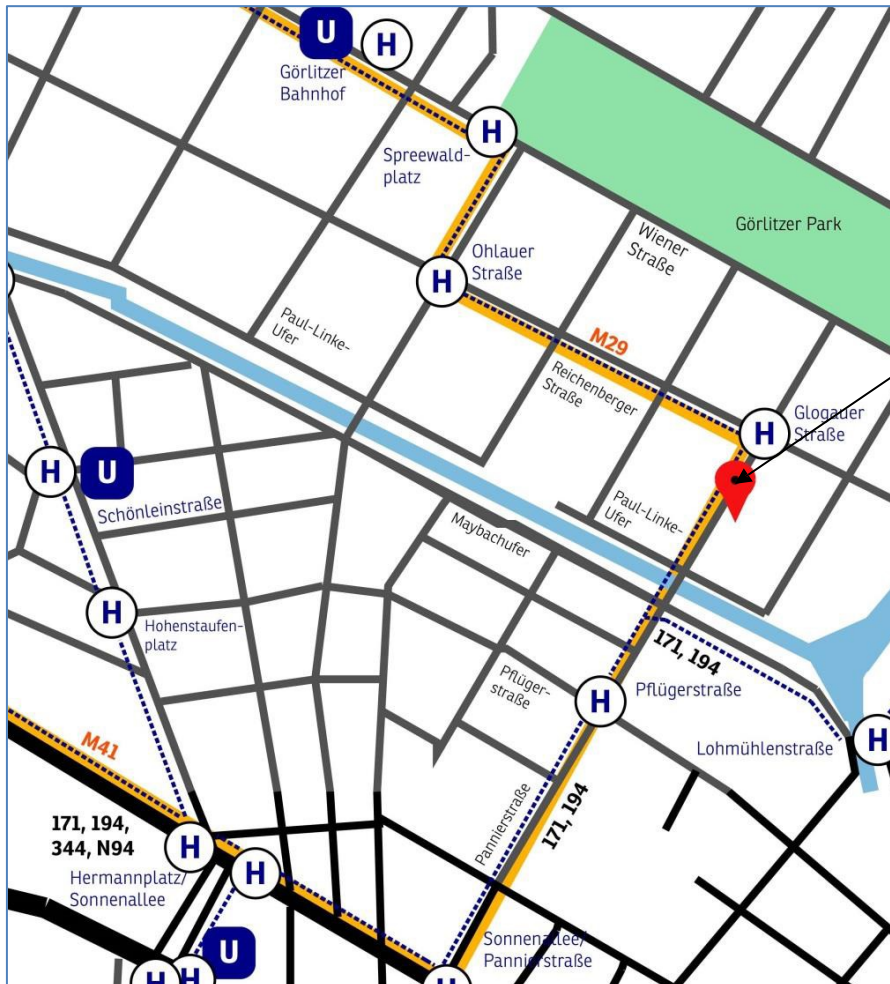 U
H
Görlitzer
Bahnhof
H
Spreewald-
platz
Görlitzer Park
Wiener
Straße
Ohlauer
Straße
H
Paul-Linke-
Ufer
M29
Reichenberger
Straße
H
Glogauer
Straße
H
U
Schönleinstraße
Paul-Linke-
Ufer
Maybachufer
H
Hohenstaufen-
platz
171, 194
Pflüger-
straße
H
Pflügerstraße
M41
Lohmühlenstraße
H
Pannierstraße
171, 194
171, 194,
344, N94
H
Hermannplatz/
Sonnenallee
H
U
Sonnenallee/
Pannierstraße
H
H
H